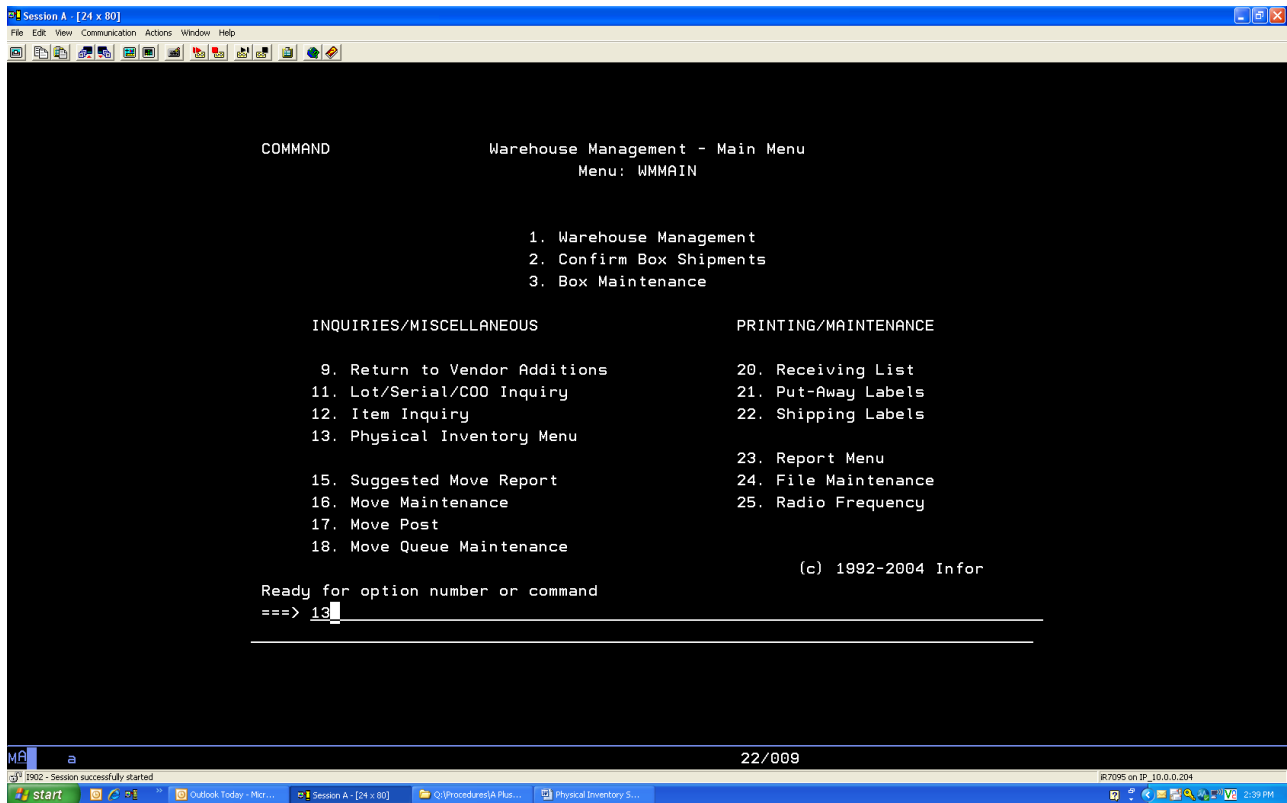 Session A - [24 x 80]
File Edit View Communication Actions Window Help
COMMAND Warehouse Management - Main Menu
Menu: WMMAIN
1. Warehouse Management
2. Confirm Box Shipments
3. Box Maintenance
INQUIRIES/MISCELLANEOUS PRINTING/MAINTENANCE
9. Return to Vendor Additions 20. Receiving List
11. Lot/Serial/COO Inquiry 21. Put-Away Labels
12. Item Inquiry 22. Shipping Labels
13. Physical Inventory Menu
23. Report Menu
15. Suggested Move Report 24. File Maintenance
16. Move Maintenance 25. Radio Frequency
17. Move Post
18. Move Queue Maintenance
(c) 1992-2004 Infor
Ready for option number or command
===> 13
MA a 22/009
I902 - Session successfully started iR7095 on IP_10.0.0.204
start Outlook Today - Micr... Session A - [24 x 80] Q:\Procedures\A Plus... Physical Inventory S... 2:39 PM